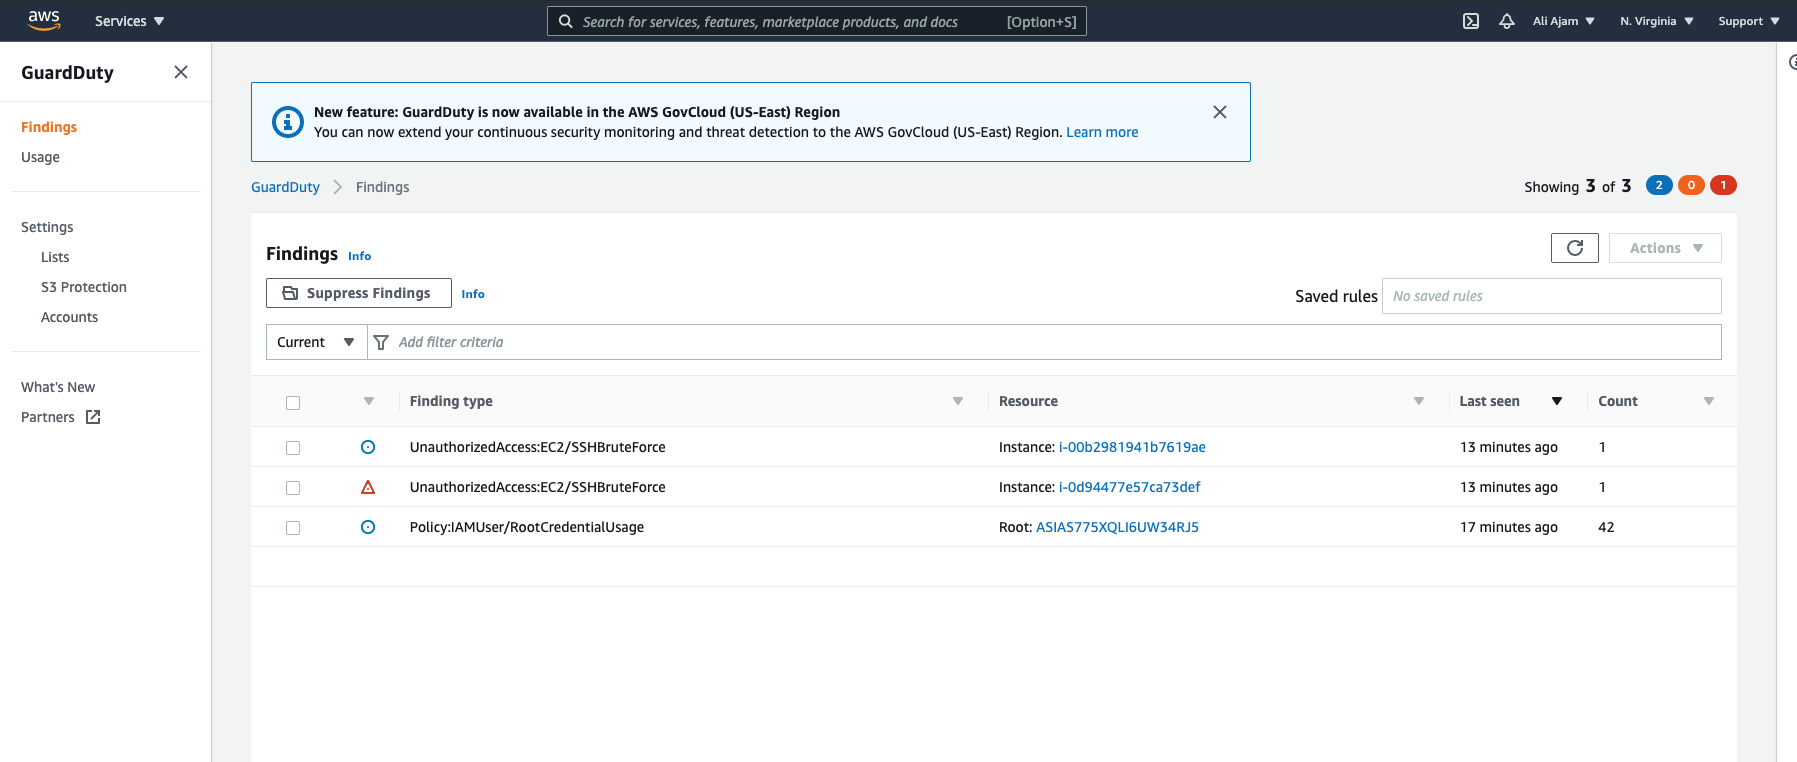 aws
Services
Search for services, features, marketplace products, and docs
[Option+S]
Ali Ajam
N. Virginia
Support
GuardDuty
Findings
Usage
Settings
Lists
S3 Protection
Accounts
What's New
Partners
New feature: GuardDuty is now available in the AWS GovCloud (US-East) Region
You can now extend your continuous security monitoring and threat detection to the AWS GovCloud (US-East) Region. Learn more
GuardDuty Findings
Showing 3 of 3 2 0 1
Findings Info
Actions
Suppress Findings Info
Saved rules No saved rules
Current Add filter criteria
Finding type Resource Last seen Count
UnauthorizedAccess:EC2/SSHBruteForce Instance: i-00b2981941b7619ae 13 minutes ago 1
UnauthorizedAccess:EC2/SSHBruteForce Instance: i-0d94477e57ca73def 13 minutes ago 1
Policy:IAMUser/RootCredentialUsage Root: ASIAS775XQLI6UW34RJ5 17 minutes ago 42